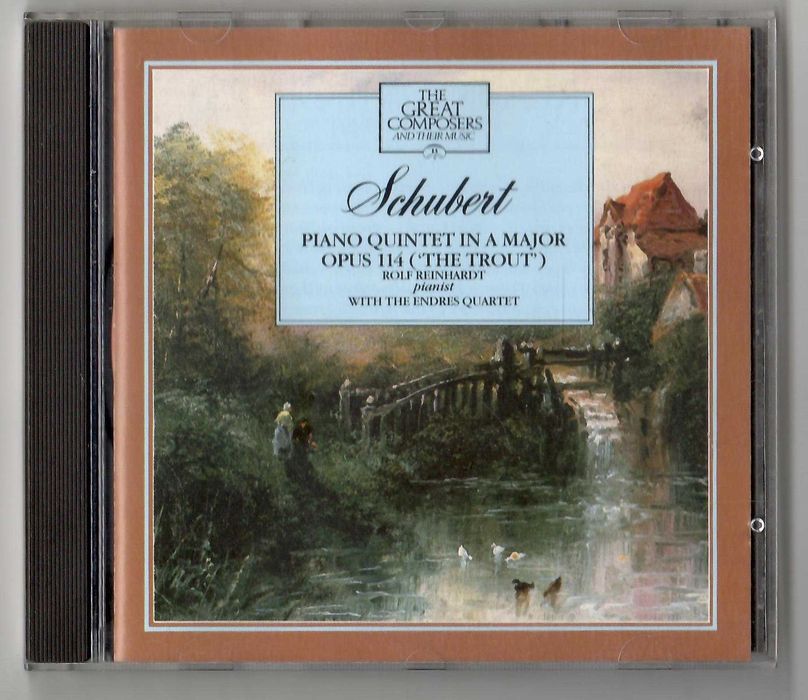 THE
GREAT
COMPOSERS
AND THEIR MUSIC
Schubert
PIANO QUINTET IN A MAJOR
OPUS 114 ('THE TROUT')
ROLF REINHARDT
pianist
WITH THE ENDRES QUARTET